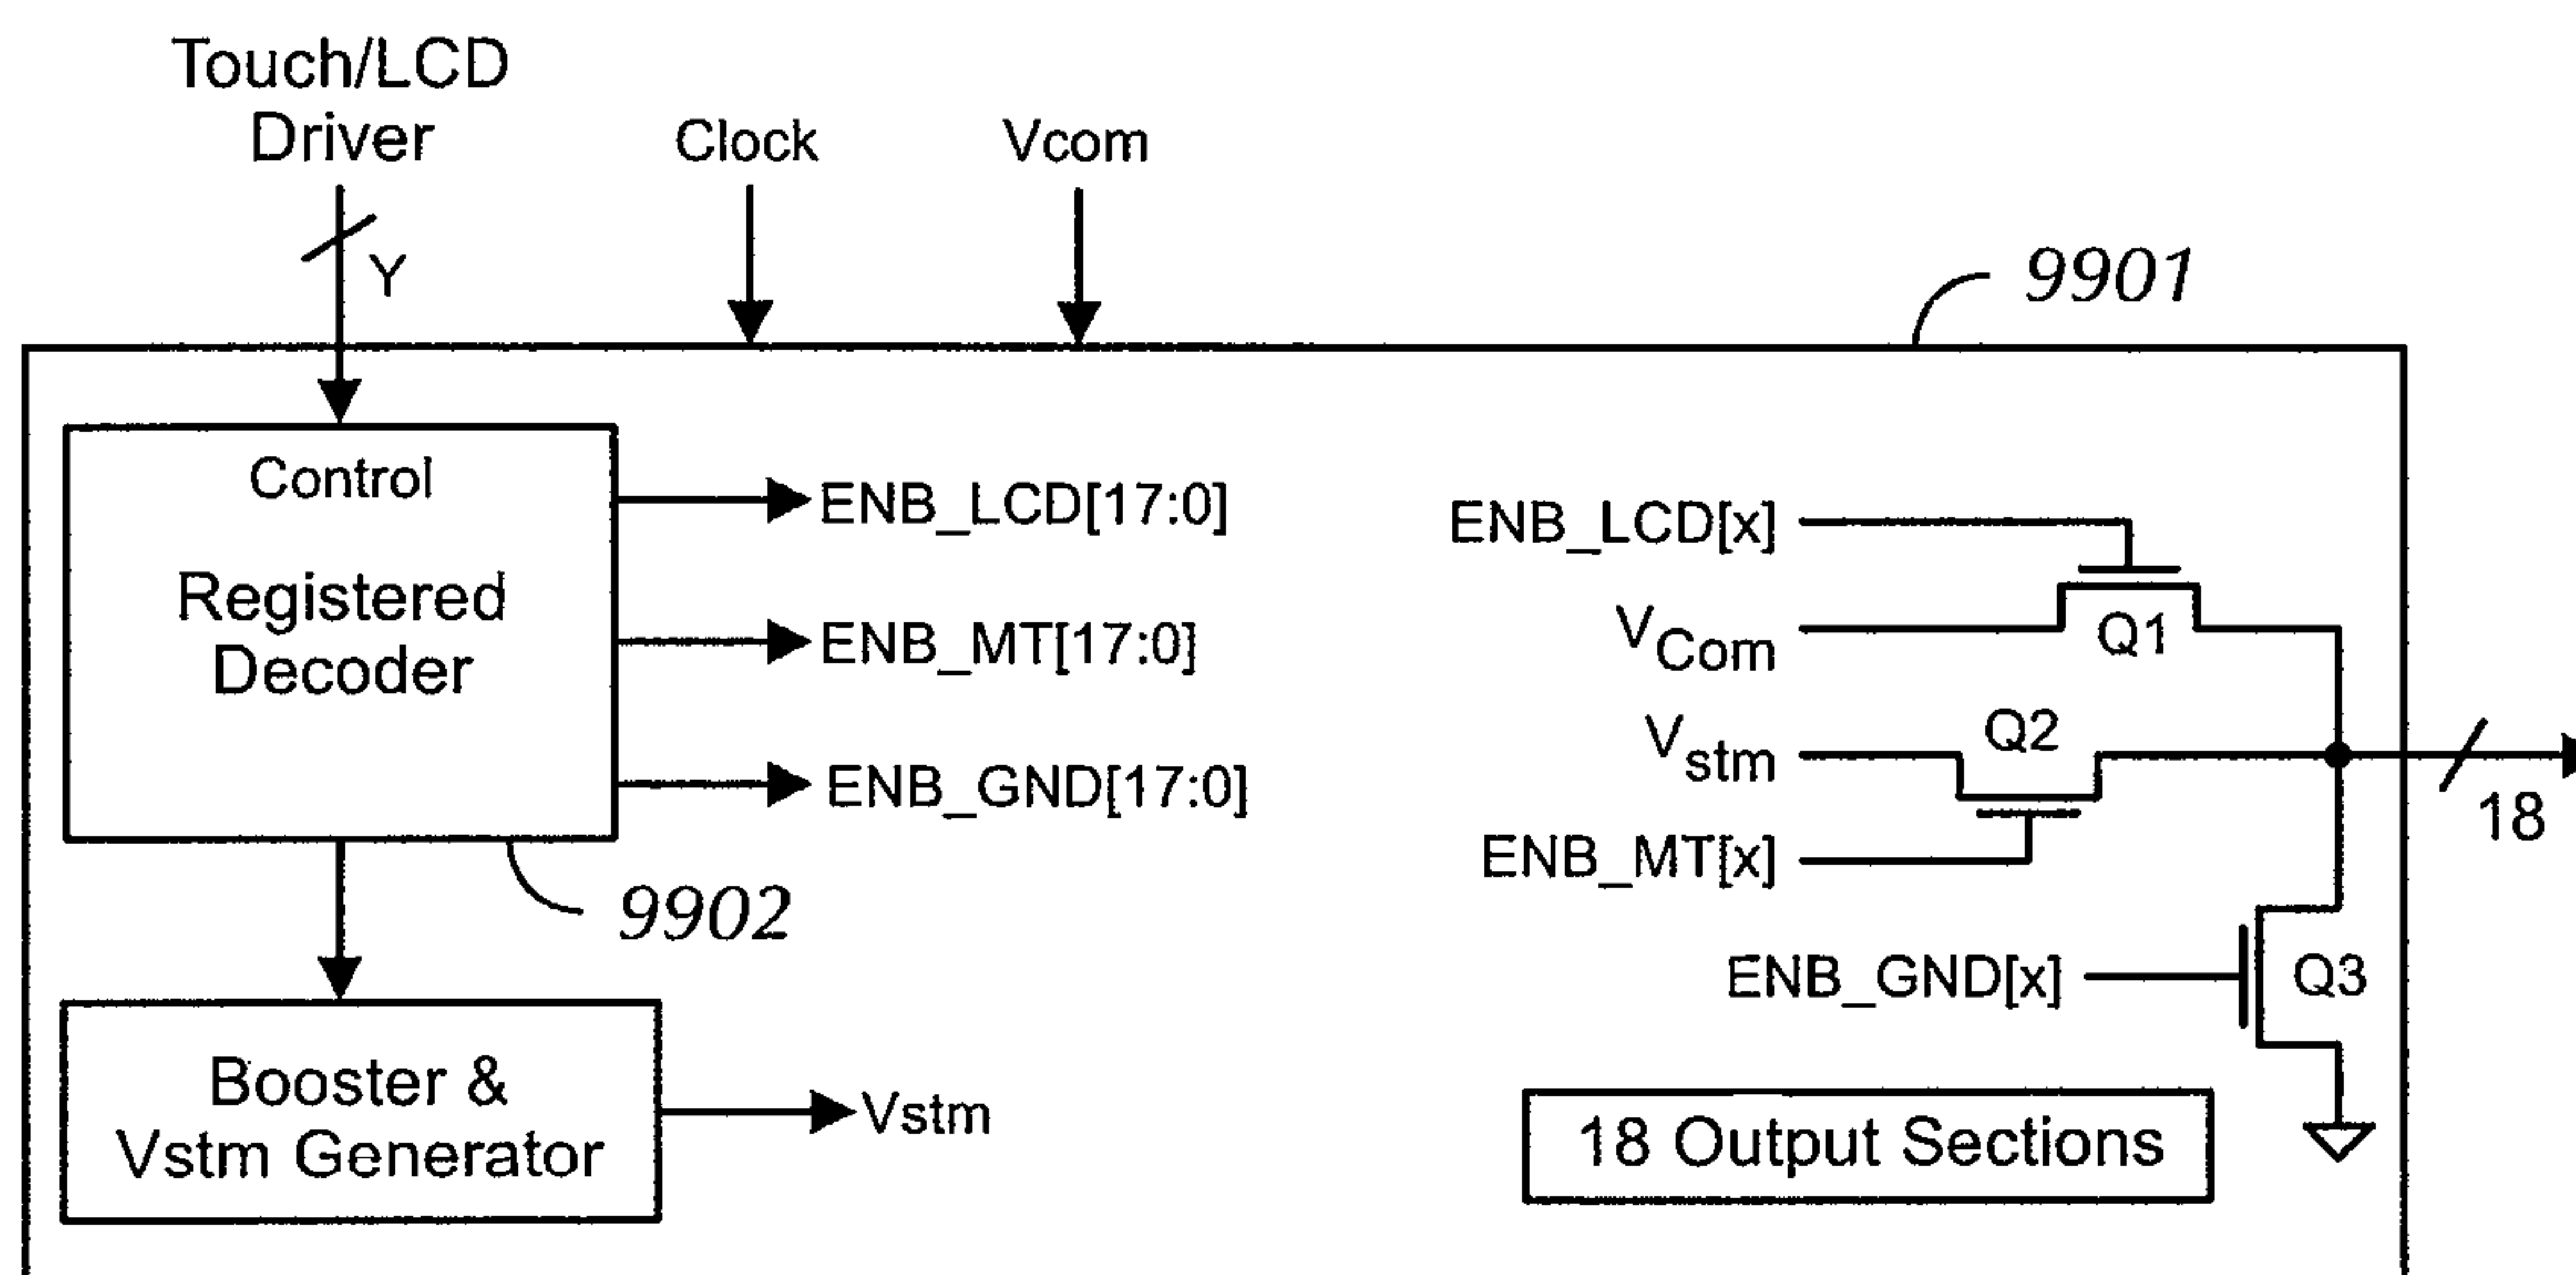 Touch/LCD
Driver
Clock
Vcom
Y
9901
Control
Registered
Decoder
ENB_LCD[17:0]
ENB_MT[17:0]
ENB_GND[17:0]
9902
Booster &
Vstm Generator
Vstm
ENB_LCD[x]
VCom
Q1
Vstm
Q2
ENB_MT[x]
18
ENB_GND[x]
Q3
18 Output Sections